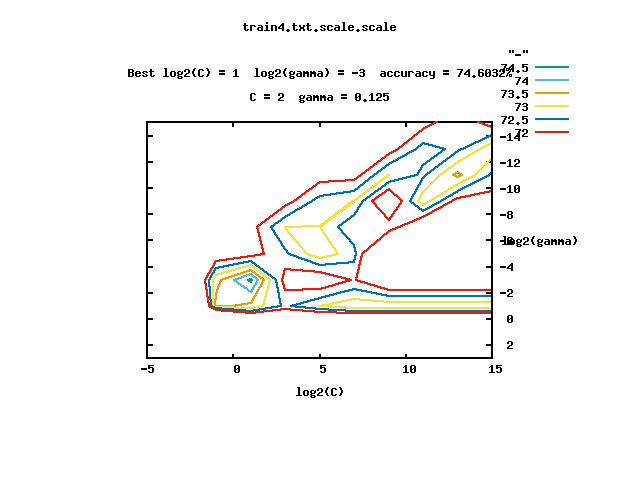 train4.txt.scale.scale
"-"
Best log2(C) = 1  log2(gamma) = -3  accuracy = 74.6032%
74.5
74
73.5
73
72.5
72
C = 2  gamma = 0.125
-14
-12
-10
-8
-6
log2(gamma)
-4
-2
0
2
-5 0 5 10 15
log2(C)